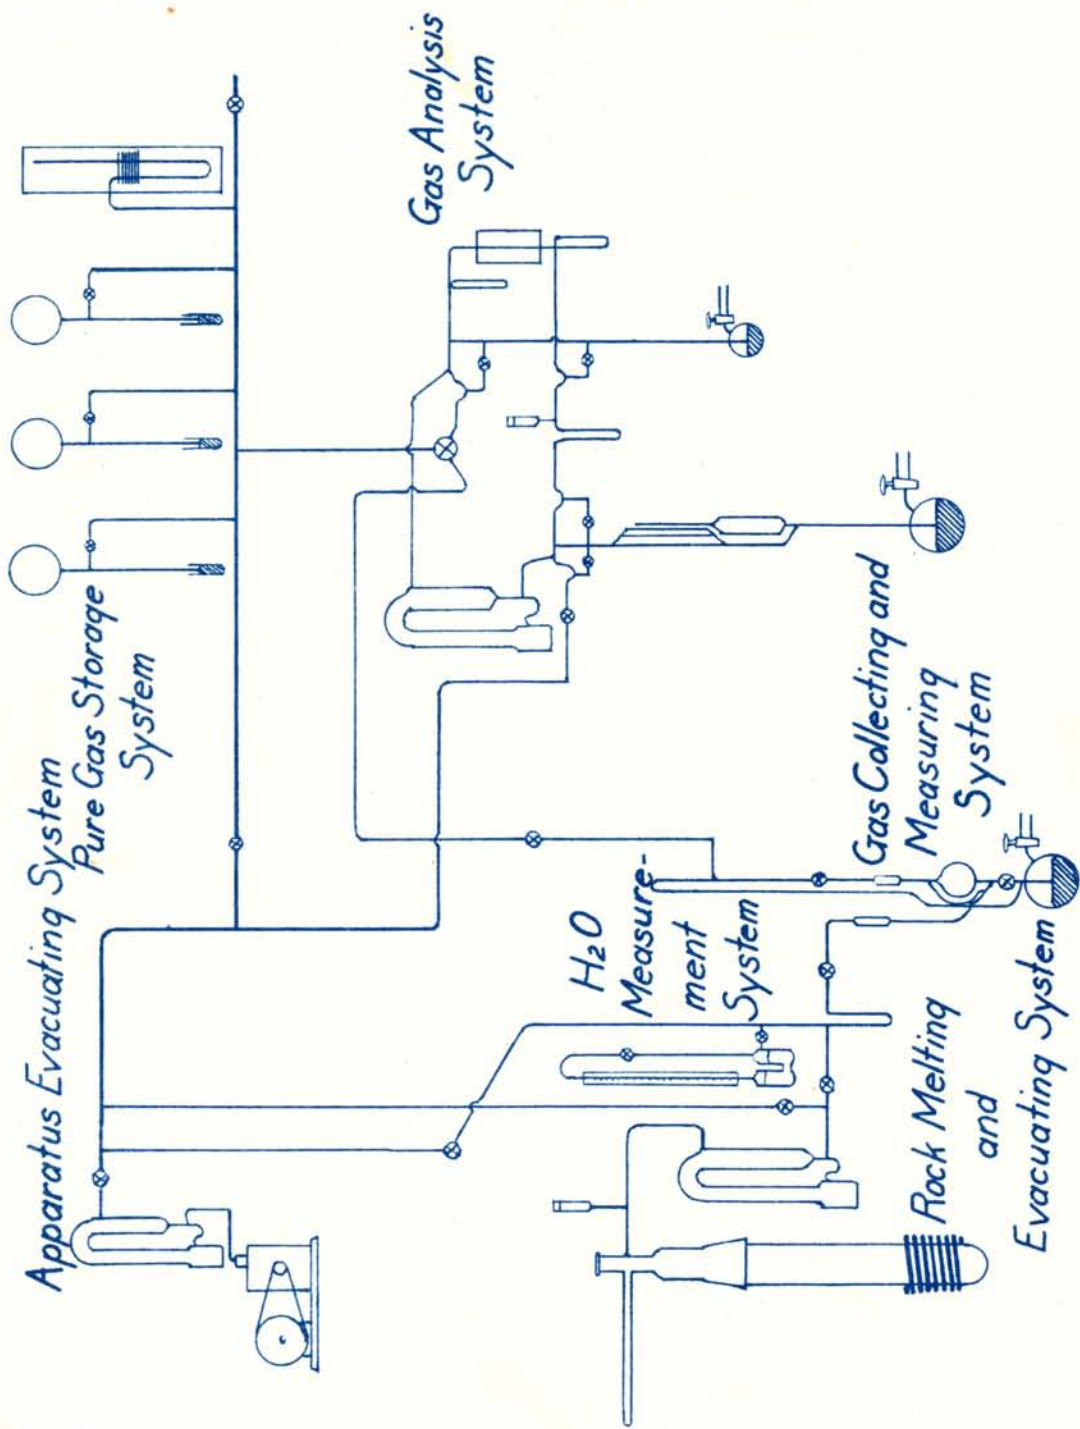 Apparatus Evacuating System
Pure Gas Storage
System
Gas Analysis
System
H2O
Measure-
ment
System
Gas Collecting and
Measuring
System
Rock Melting
and
Evacuating System